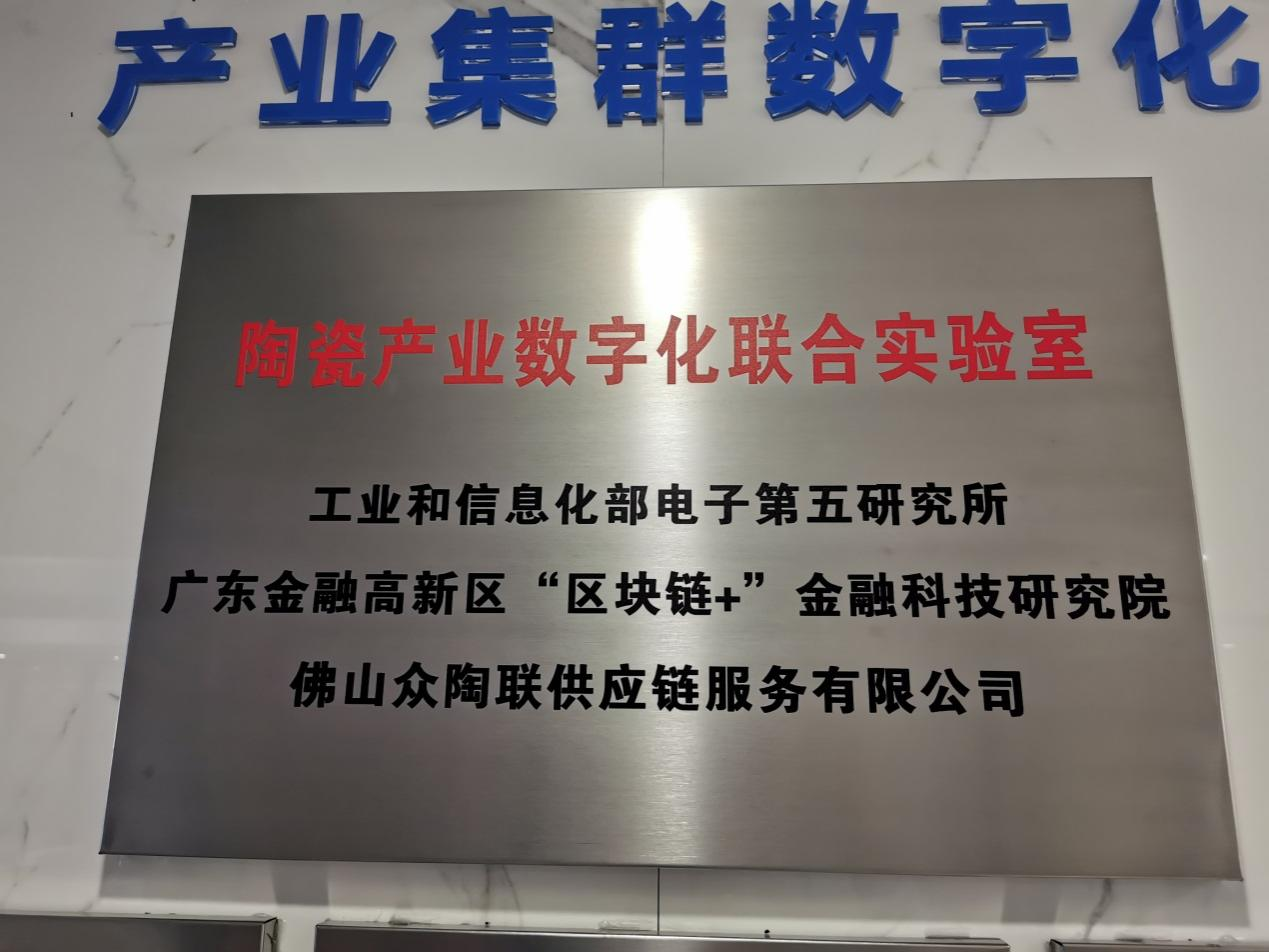 产业集群数字化
陶瓷产业数字化联合实验室
工业和信息化部电子第五研究所
广东金融高新区“区块链+”金融科技研究院
佛山众陶联供应链服务有限公司